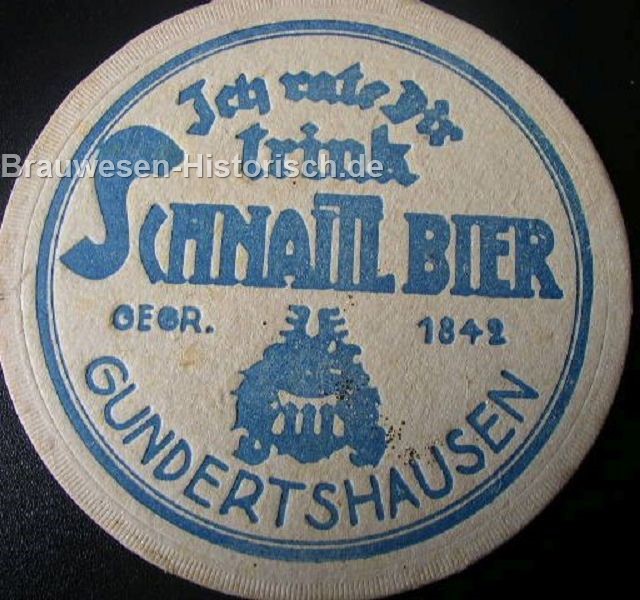 Ich rate Dir
trink
SCHNAITL BIER
GEGR. 1842
GUNDERTSHAUSEN
Brauwesen-Historisch.de